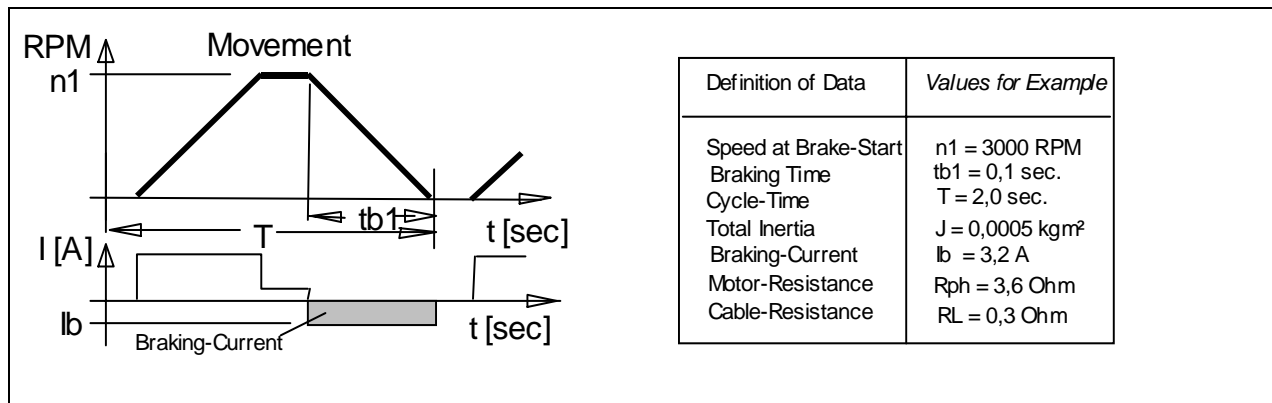 RPM
Movement
n1
tb1
T
t [sec]
I [A]
Ib
Braking-Current
t [sec]
Definition of Data Values for Example
Speed at Brake-Start n1 = 3000 RPM
Braking Time tb1 = 0,1 sec.
Cycle-Time T = 2,0 sec.
Total Inertia J = 0,0005 kgm²
Braking-Current Ib = 3,2 A
Motor-Resistance Rph = 3,6 Ohm
Cable-Resistance RL = 0,3 Ohm